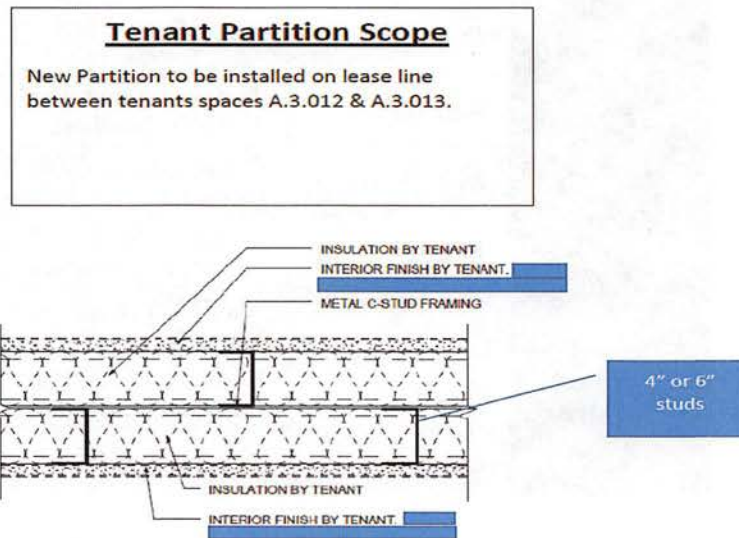 Tenant Partition Scope
New Partition to be installed on lease line
between tenants spaces A.3.012 & A.3.013.
INSULATION BY TENANT
INTERIOR FINISH BY TENANT.
METAL C-STUD FRAMING
4" or 6"
studs
INSULATION BY TENANT
INTERIOR FINISH BY TENANT.